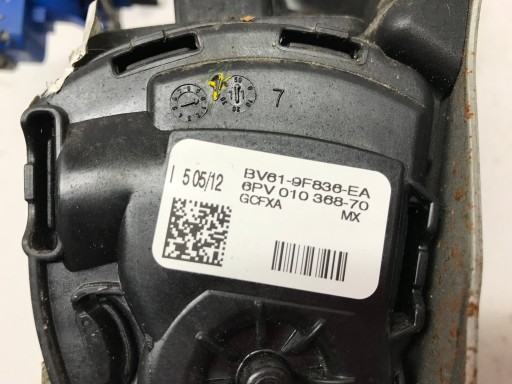 7
I 5 05/12
BV61-9F836-EA
6PV 010 368-70
GCFXA MX